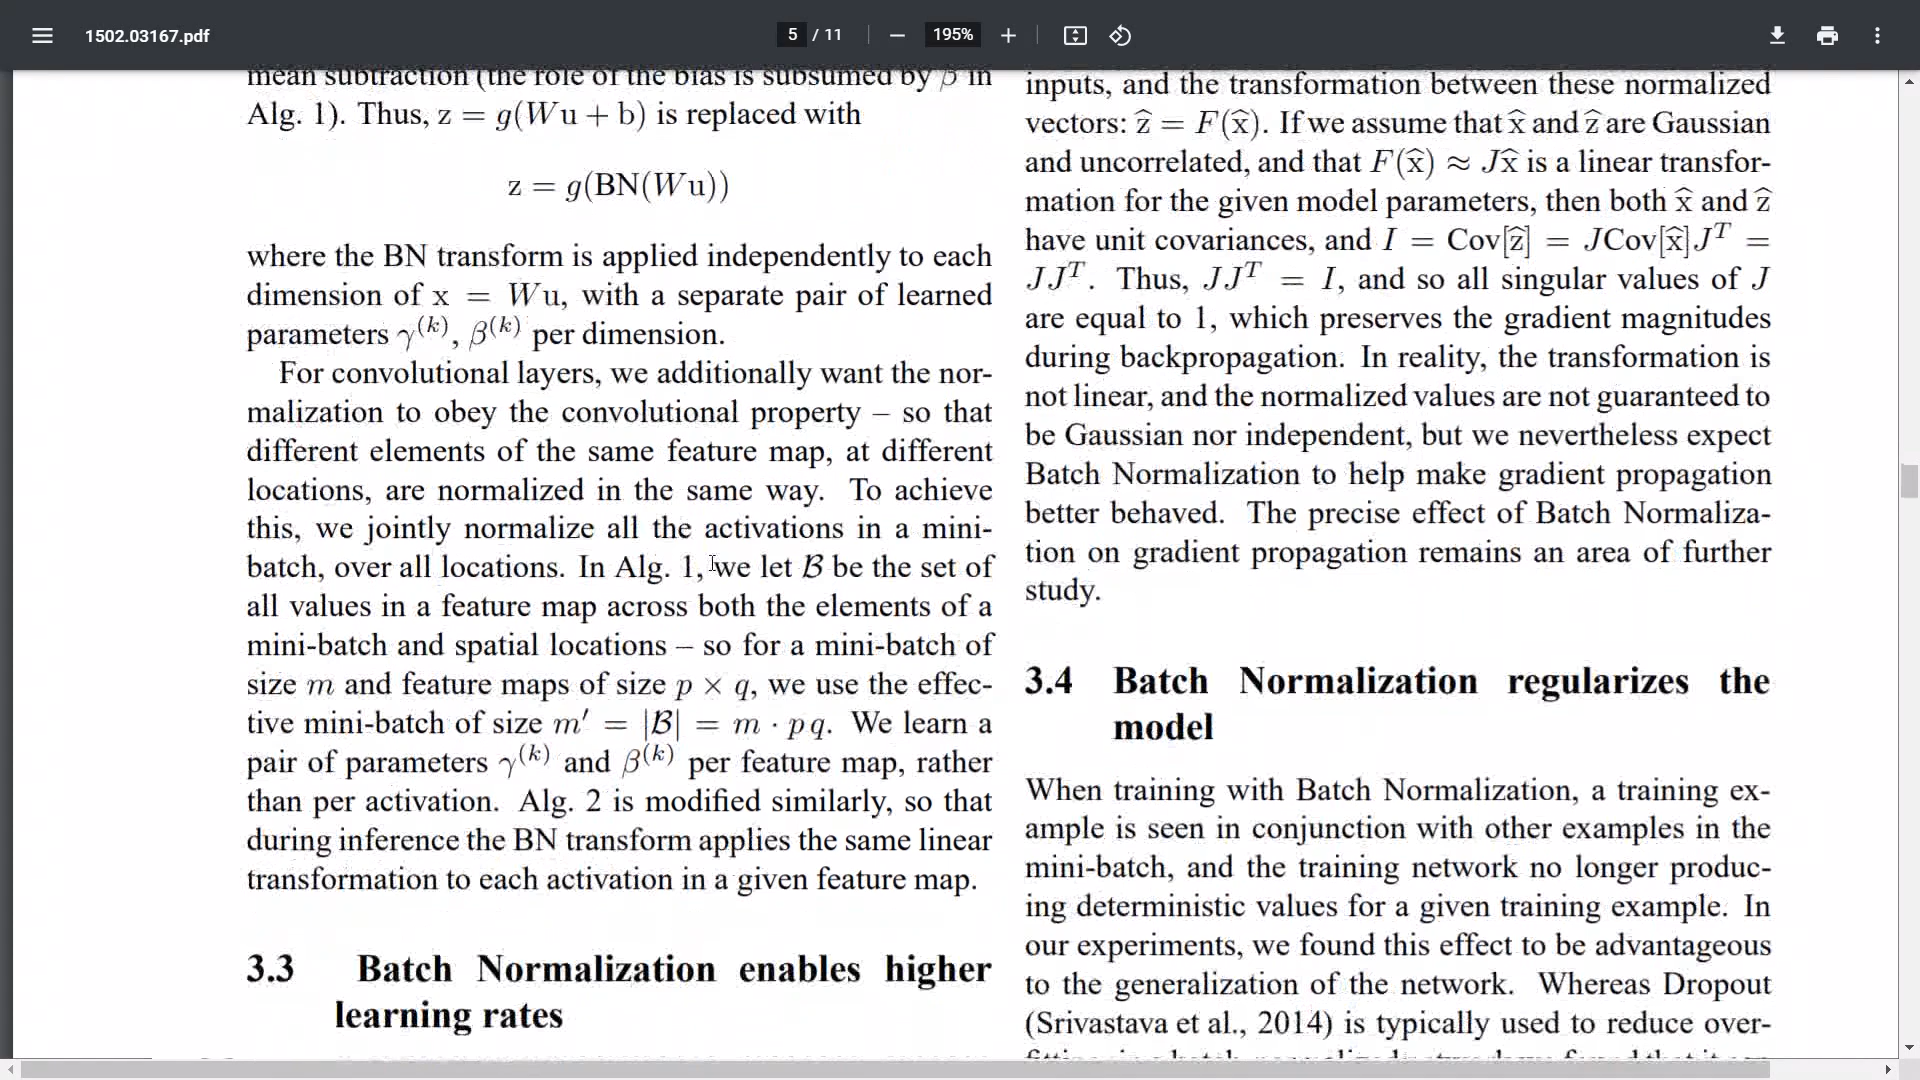 1502.03167.pdf
5 / 11
195%
mean subtraction (the role of the bias is subsumed by β in
Alg. 1). Thus, z = g(Wu + b) is replaced with
z = g(BN(Wu))
where the BN transform is applied independently to each
dimension of x = Wu, with a separate pair of learned
parameters γ^(k), β^(k) per dimension.
For convolutional layers, we additionally want the nor-
malization to obey the convolutional property – so that
different elements of the same feature map, at different
locations, are normalized in the same way. To achieve
this, we jointly normalize all the activations in a mini-
batch, over all locations. In Alg. 1, we let ℬ be the set of
all values in a feature map across both the elements of a
mini-batch and spatial locations – so for a mini-batch of
size m and feature maps of size p × q, we use the effec-
tive mini-batch of size m′ = |ℬ| = m · p q. We learn a
pair of parameters γ^(k) and β^(k) per feature map, rather
than per activation. Alg. 2 is modified similarly, so that
during inference the BN transform applies the same linear
transformation to each activation in a given feature map.
3.3 Batch Normalization enables higher
learning rates
inputs, and the transformation between these normalized
vectors: ẑ = F(x̂). If we assume that x̂ and ẑ are Gaussian
and uncorrelated, and that F(x̂) ≈ Jx̂ is a linear transfor-
mation for the given model parameters, then both x̂ and ẑ
have unit covariances, and I = Cov[ẑ] = JCov[x̂]J^T =
JJ^T. Thus, JJ^T = I, and so all singular values of J
are equal to 1, which preserves the gradient magnitudes
during backpropagation. In reality, the transformation is
not linear, and the normalized values are not guaranteed to
be Gaussian nor independent, but we nevertheless expect
Batch Normalization to help make gradient propagation
better behaved. The precise effect of Batch Normaliza-
tion on gradient propagation remains an area of further
study.
3.4 Batch Normalization regularizes the
model
When training with Batch Normalization, a training ex-
ample is seen in conjunction with other examples in the
mini-batch, and the training network no longer produc-
ing deterministic values for a given training example. In
our experiments, we found this effect to be advantageous
to the generalization of the network. Whereas Dropout
(Srivastava et al., 2014) is typically used to reduce over-